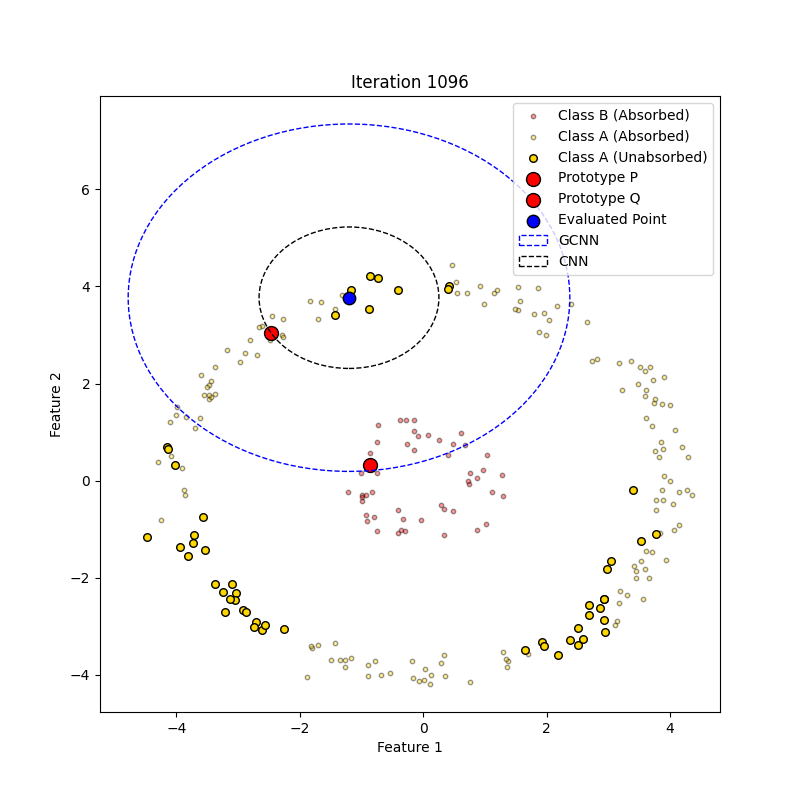 Iteration 1096
Class B (Absorbed)
Class A (Absorbed)
Class A (Unabsorbed)
Prototype P
Prototype Q
Evaluated Point
GCNN
CNN
Feature 2
6
4
2
0
−2
−4
−4
−2
0
2
4
Feature 1